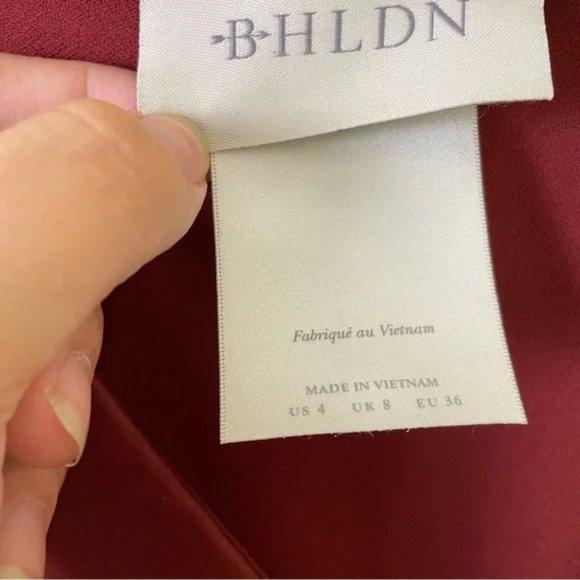 BHLDN
Fabriqué au Vietnam
MADE IN VIETNAM
US 4 UK 8 EU 36